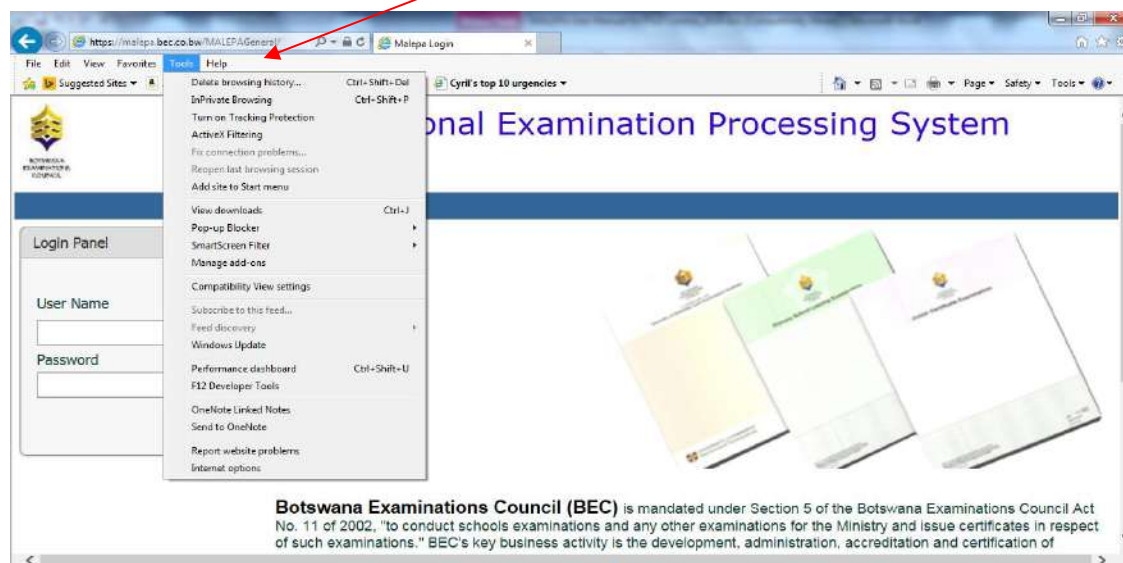 https://malepa.bec.co.bw/MALEPAGeneral/
Malepa Login
File Edit View Favorites Tools Help
Suggested Sites
Cyril's top 10 urgencies
Page Safety Tools
Delete browsing history... Ctrl+Shift+Del
InPrivate Browsing Ctrl+Shift+P
Turn on Tracking Protection
ActiveX Filtering
Fix connection problems...
Reopen last browsing session
Add site to Start menu
View downloads Ctrl+J
Pop-up Blocker
SmartScreen Filter
Manage add-ons
Compatibility View settings
Subscribe to this feed...
Feed discovery
Windows Update
Performance dashboard Ctrl+Shift+U
F12 Developer Tools
OneNote Linked Notes
Send to OneNote
Report website problems
Internet options
BOTSWANA
EXAMINATIONS
COUNCIL
onal Examination Processing System
Login Panel
User Name
Password
Botswana Examinations Council (BEC) is mandated under Section 5 of the Botswana Examinations Council Act
No. 11 of 2002, "to conduct schools examinations and any other examinations for the Ministry and issue certificates in respect
of such examinations." BEC's key business activity is the development, administration, accreditation and certification of